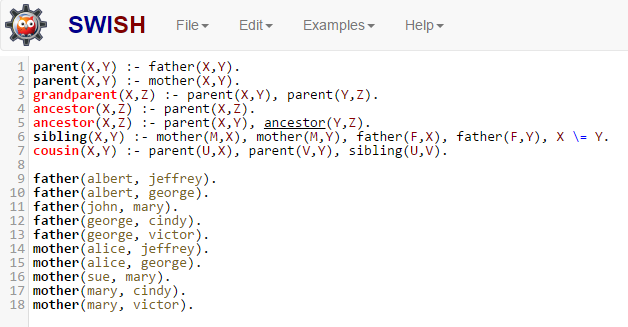 SWISH File Edit Examples Help
1 parent(X,Y) :- father(X,Y).
2 parent(X,Y) :- mother(X,Y).
3 grandparent(X,Z) :- parent(X,Y), parent(Y,Z).
4 ancestor(X,Z) :- parent(X,Z).
5 ancestor(X,Z) :- parent(X,Y), ancestor(Y,Z).
6 sibling(X,Y) :- mother(M,X), mother(M,Y), father(F,X), father(F,Y), X \= Y.
7 cousin(X,Y) :- parent(U,X), parent(V,Y), sibling(U,V).
8
9 father(albert, jeffrey).
10 father(albert, george).
11 father(john, mary).
12 father(george, cindy).
13 father(george, victor).
14 mother(alice, jeffrey).
15 mother(alice, george).
16 mother(sue, mary).
17 mother(mary, cindy).
18 mother(mary, victor).